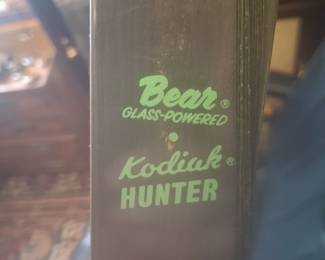 Bear®
GLASS-POWERED
•
Kodiak®
HUNTER